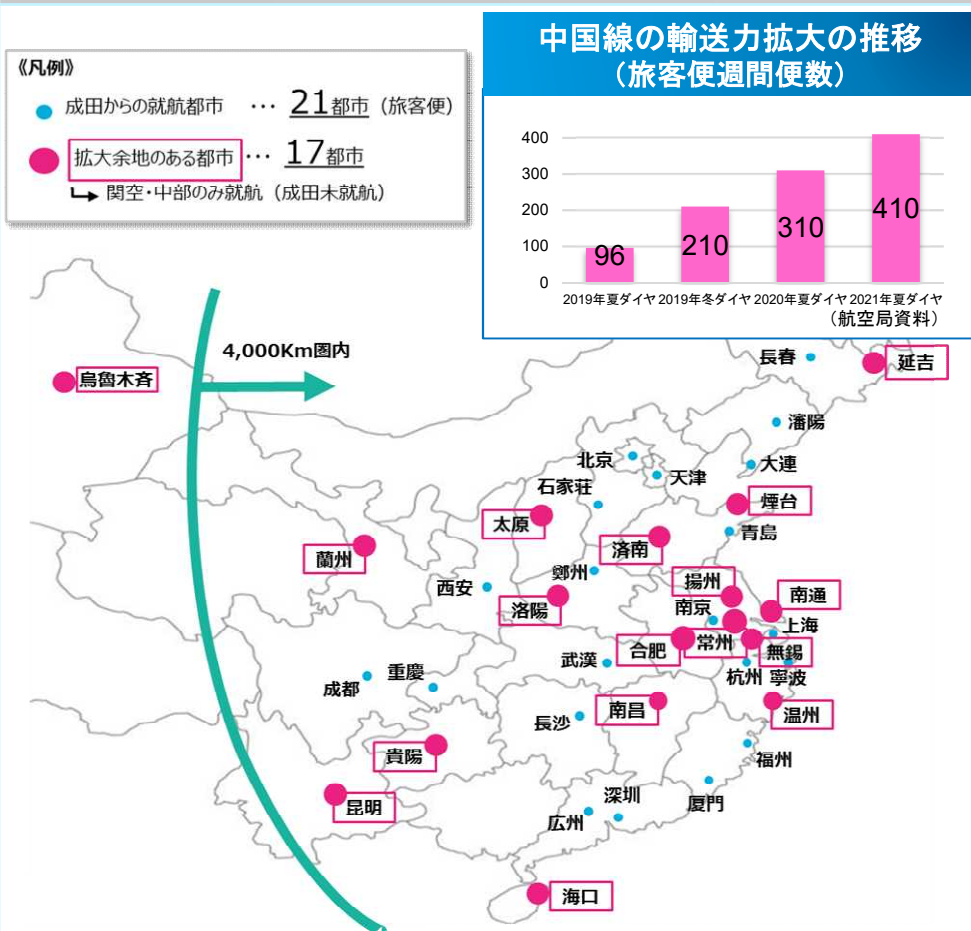 中国線の輸送力拡大の推移
(旅客便週間便数)
《凡例》
成田からの就航都市 … 21都市(旅客便)
拡大余地のある都市 … 17都市
関空・中部のみ就航(成田未就航)
400
300
200
100
0
96
210
310
410
2019年夏ダイヤ 2019年冬ダイヤ 2020年夏ダイヤ 2021年夏ダイヤ
(航空局資料)
4,000Km圏内
烏魯木斉
長春
延吉
瀋陽
北京
天津
大連
石家荘
煙台
太原
青島
済南
蘭州
鄭州
西安
揚州
南通
洛陽
南京
上海
常州
合肥
無錫
武漢
杭州
寧波
重慶
成都
南昌
温州
長沙
貴陽
福州
昆明
深圳
厦門
広州
海口